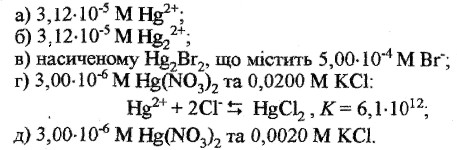 а) 3,12·10⁻⁵ М Hg²⁺;
б) 3,12·10⁻⁵ М Hg₂²⁺;
в) насиченому Hg₂Br₂, що містить 5,00·10⁻⁴ М Br⁻;
г) 3,00·10⁻⁶ М Hg(NO₃)₂ та 0,0200 М KCl:
Hg²⁺ + 2Cl⁻ ⇆ HgCl₂ , K = 6,1·10¹²;
д) 3,00·10⁻⁶ М Hg(NO₃)₂ та 0,0020 М KCl.